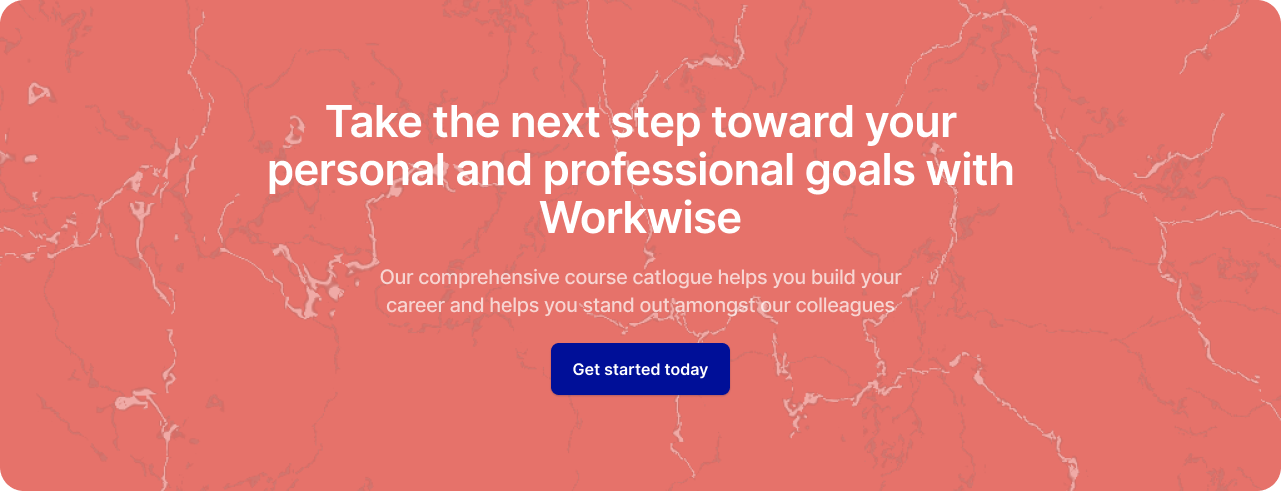 Take the next step toward your
personal and professional goals with
Workwise
Our comprehensive course catlogue helps you build your
career and helps you stand out amongst our colleagues
Get started today